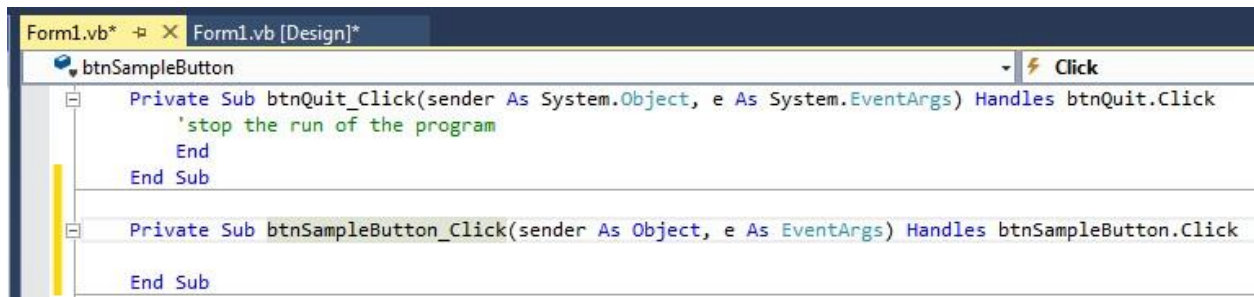 Form1.vb* Form1.vb [Design]*
btnSampleButton Click
Private Sub btnQuit_Click(sender As System.Object, e As System.EventArgs) Handles btnQuit.Click
'stop the run of the program
End
End Sub
Private Sub btnSampleButton_Click(sender As Object, e As EventArgs) Handles btnSampleButton.Click
End Sub